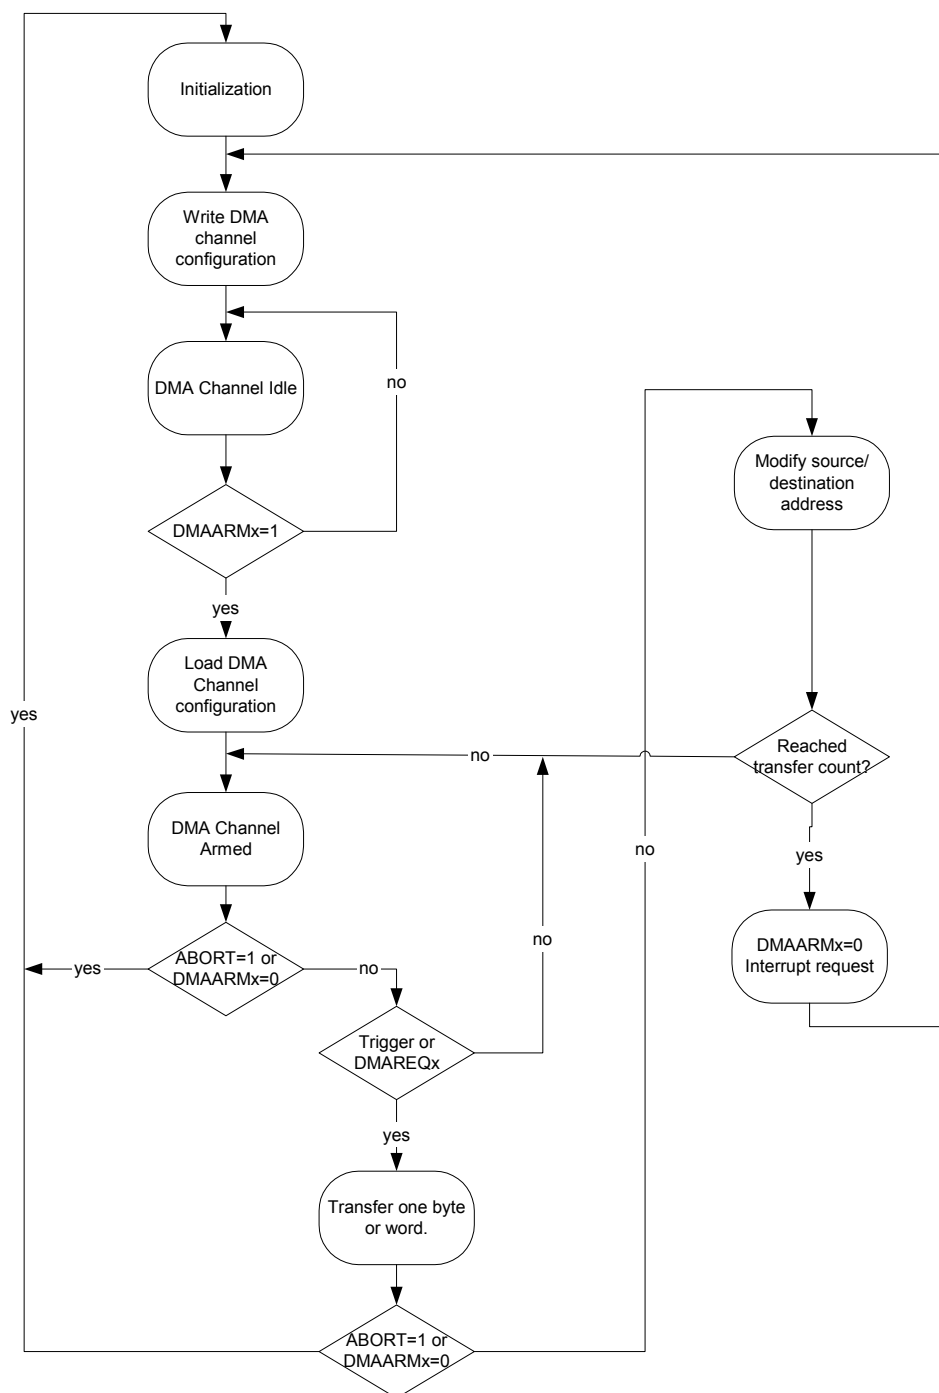 Initialization
Write DMA
channel
configuration
DMA Channel Idle
no
DMAARMx=1
yes
Load DMA
Channel
configuration
yes
no
DMA Channel
Armed
ABORT=1 or
DMAARMx=0
yes
no
Trigger or
DMAREQx
no
yes
Transfer one byte
or word.
ABORT=1 or
DMAARMx=0
no
Modify source/
destination
address
Reached
transfer count?
yes
DMAARMx=0
Interrupt request